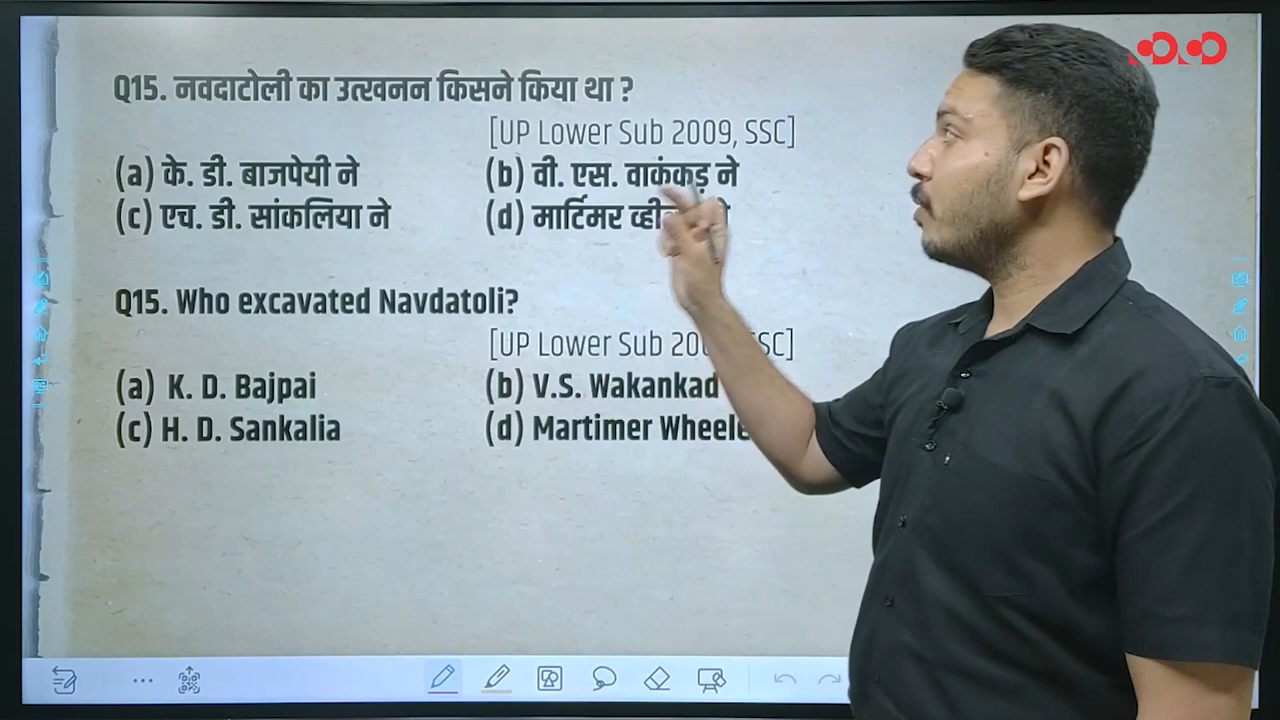 Q15. नवदाटोली का उत्खनन किसने किया था ?
[UP Lower Sub 2009, SSC]
(a) के. डी. बाजपेयी ने (b) वी. एस. वाकंकड़ ने
(c) एच. डी. सांकलिया ने (d) मार्टिमर
Q15. Who excavated Navdatoli?
[UP Lower Sub SSC]
(a) K. D. Bajpai (b) V.S. Wakankad
(c) H. D. Sankalia (d) Martimer